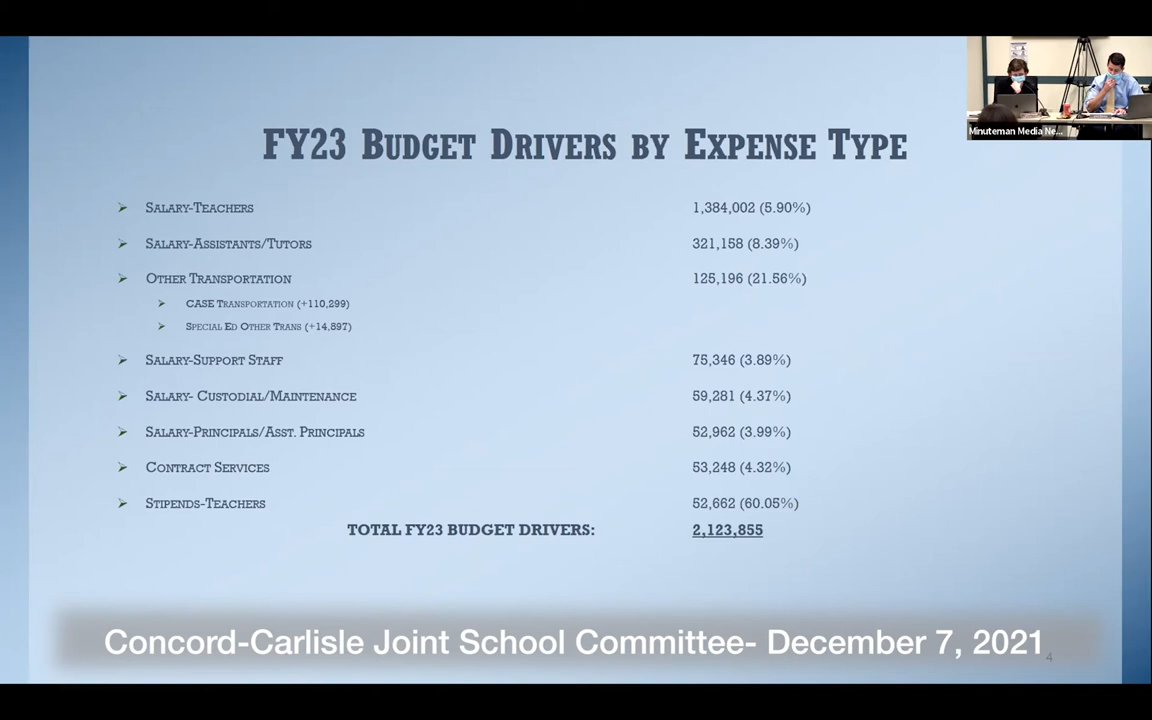 Minuteman Media Ne...
FY23 Budget Drivers by Expense Type
Salary-Teachers 1,384,002 (5.90%)
Salary-Assistants/Tutors 321,158 (8.39%)
Other Transportation 125,196 (21.56%)
CASE Transportation (+110,299)
Special Ed Other Trans (+14,897)
Salary-Support Staff 75,346 (3.89%)
Salary- Custodial/Maintenance 59,281 (4.37%)
Salary-Principals/Asst. Principals 52,962 (3.99%)
Contract Services 53,248 (4.32%)
Stipends-Teachers 52,662 (60.05%)
TOTAL FY23 BUDGET DRIVERS: 2,123,855
Concord-Carlisle Joint School Committee- December 7, 2021
4